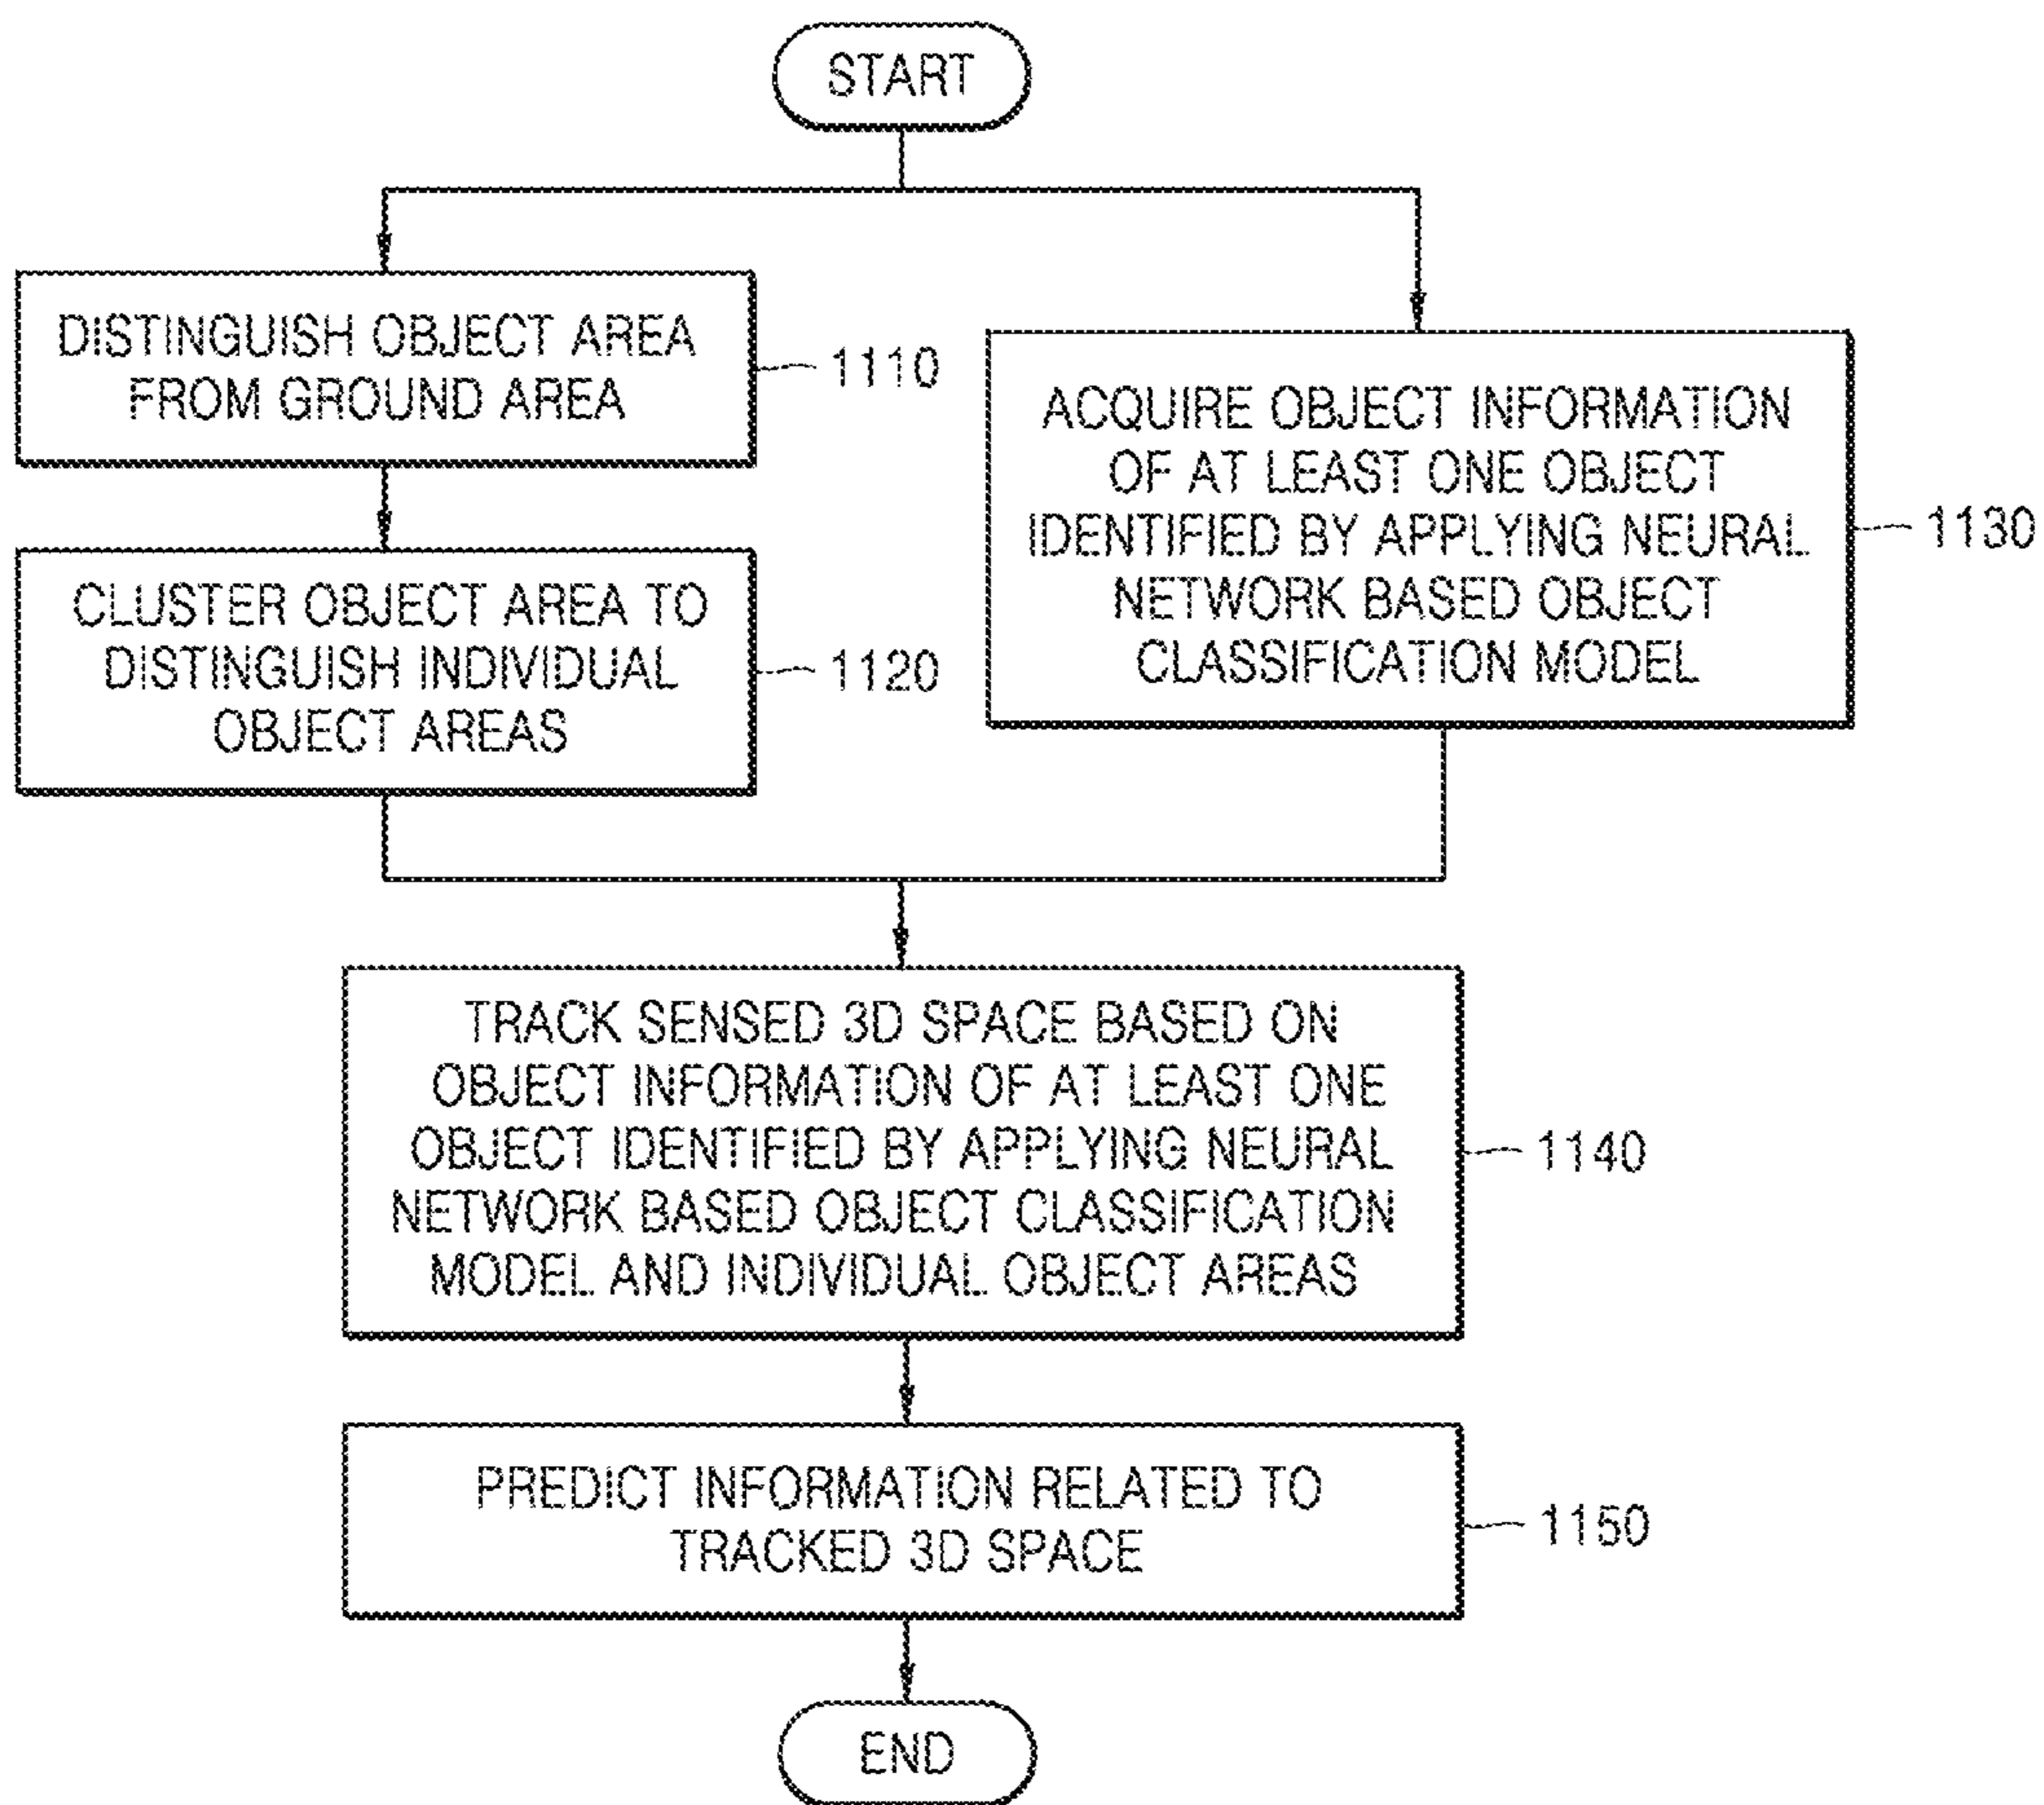 START
DISTINGUISH OBJECT AREA
FROM GROUND AREA
1110
CLUSTER OBJECT AREA TO
DISTINGUISH INDIVIDUAL
OBJECT AREAS
1120
ACQUIRE OBJECT INFORMATION
OF AT LEAST ONE OBJECT
IDENTIFIED BY APPLYING NEURAL
NETWORK BASED OBJECT
CLASSIFICATION MODEL
1130
TRACK SENSED 3D SPACE BASED ON
OBJECT INFORMATION OF AT LEAST ONE
OBJECT IDENTIFIED BY APPLYING NEURAL
NETWORK BASED OBJECT CLASSIFICATION
MODEL AND INDIVIDUAL OBJECT AREAS
1140
PREDICT INFORMATION RELATED TO
TRACKED 3D SPACE
1150
END